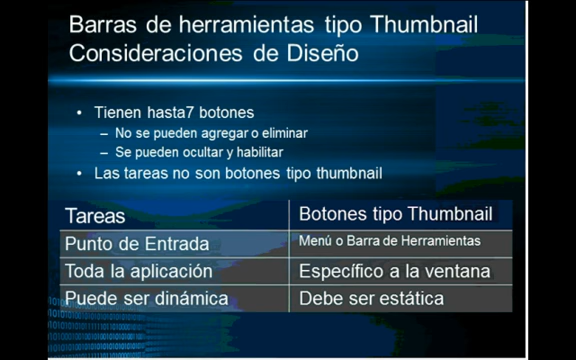 Barras de herramientas tipo Thumbnail
Consideraciones de Diseño
• Tienen hasta7 botones
– No se pueden agregar o eliminar
– Se pueden ocultar y habilitar
• Las tareas no son botones tipo thumbnail
Tareas Botones tipo Thumbnail
Punto de Entrada Menú o Barra de Herramientas
Toda la aplicación Específico a la ventana
Puede ser dinámica Debe ser estática